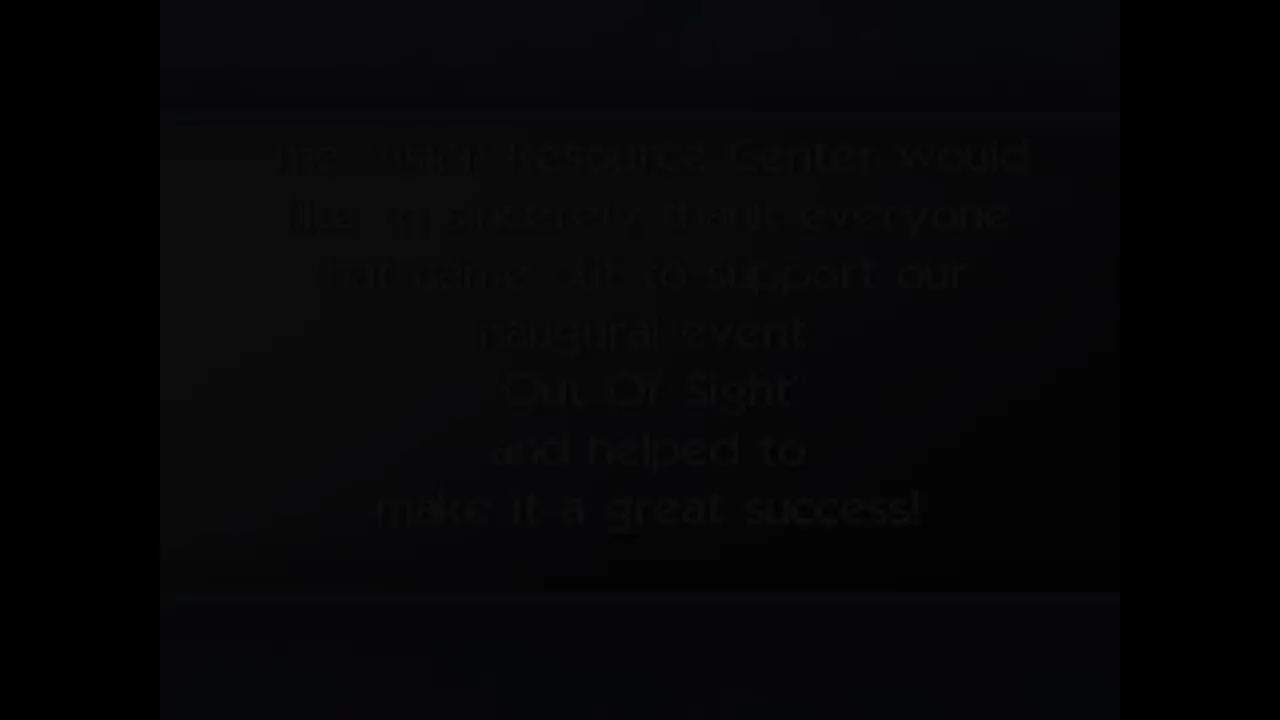 The Vision Resource Center would
like to sincerely thank everyone
that came out to support our
inaugural event
"Out Of Sight"
and helped to
make it a great success!